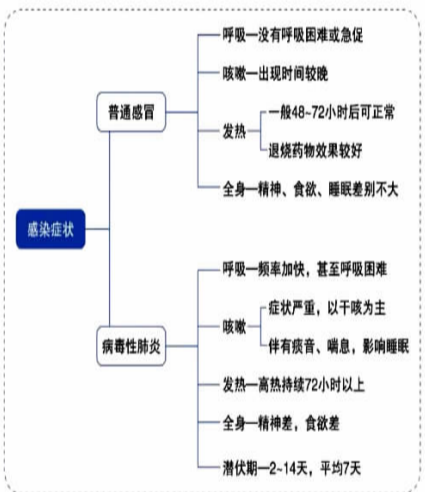 感染症状
普通感冒
呼吸—没有呼吸困难或急促
咳嗽—出现时间较晚
发热
一般48~72小时后可正常
退烧药物效果较好
全身—精神、食欲、睡眠差别不大
病毒性肺炎
呼吸—频率加快，甚至呼吸困难
咳嗽
症状严重，以干咳为主
伴有痰音、喘息，影响睡眠
发热—高热持续72小时以上
全身—精神差，食欲差
潜伏期—2~14天，平均7天